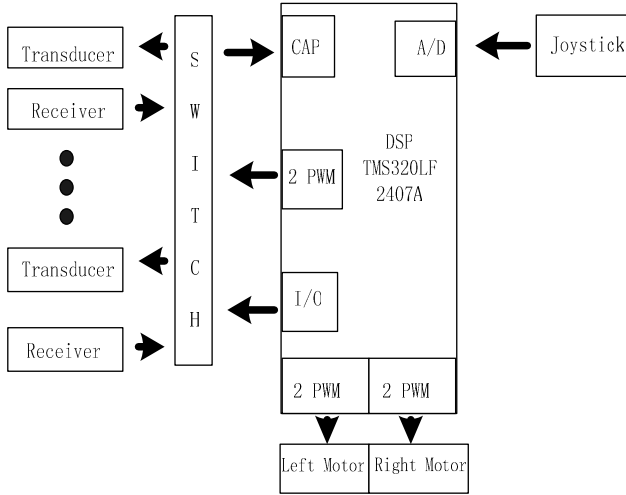 Transducer
Receiver
Transducer
Receiver
S
W
I
T
C
H
CAP
A/D
Joystick
DSP
TMS320LF
2407A
2 PWM
I/O
2 PWM
2 PWM
Left Motor
Right Motor